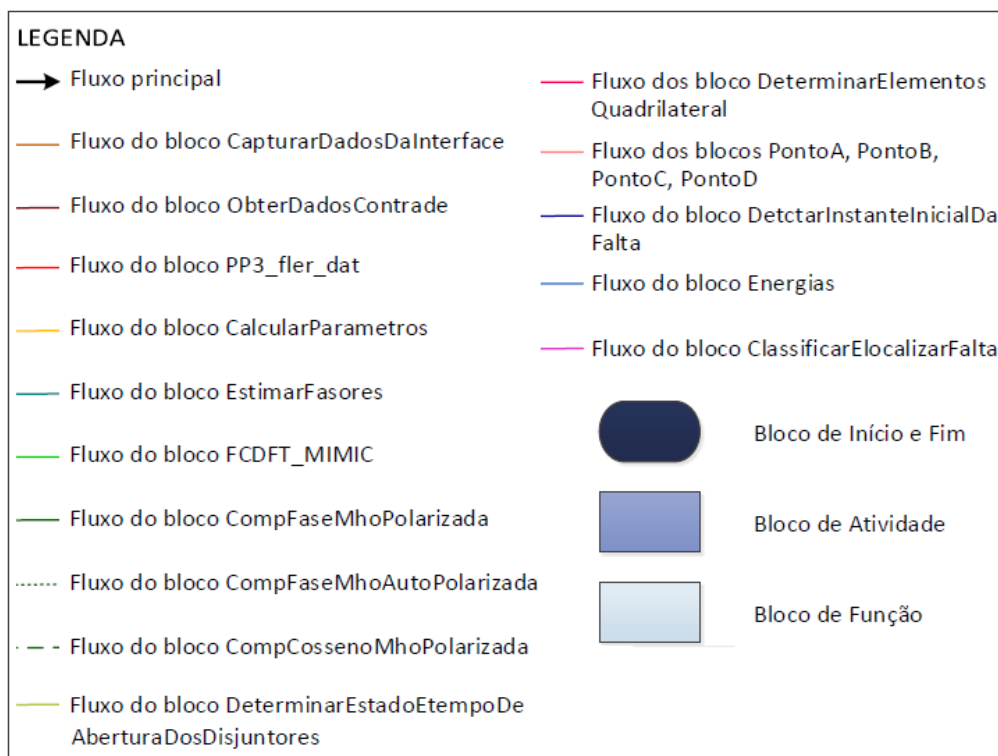 LEGENDA
Fluxo principal
Fluxo do bloco CapturarDadosDaInterface
Fluxo do bloco ObterDadosContrade
Fluxo do bloco PP3_fler_dat
Fluxo do bloco CalcularParametros
Fluxo do bloco EstimarFasores
Fluxo do bloco FCDFT_MIMIC
Fluxo do bloco CompFaseMhoPolarizada
Fluxo do bloco CompFaseMhoAutoPolarizada
Fluxo do bloco CompCossenoMhoPolarizada
Fluxo do bloco DeterminarEstadoEtempoDe
AberturaDosDisjuntores
Fluxo dos bloco DeterminarElementos
Quadrilateral
Fluxo dos blocos PontoA, PontoB,
PontoC, PontoD
Fluxo do bloco DetctarInstanteInicialDa
Falta
Fluxo do bloco Energias
Fluxo do bloco ClassificarElocalizarFalta
Bloco de Início e Fim
Bloco de Atividade
Bloco de Função